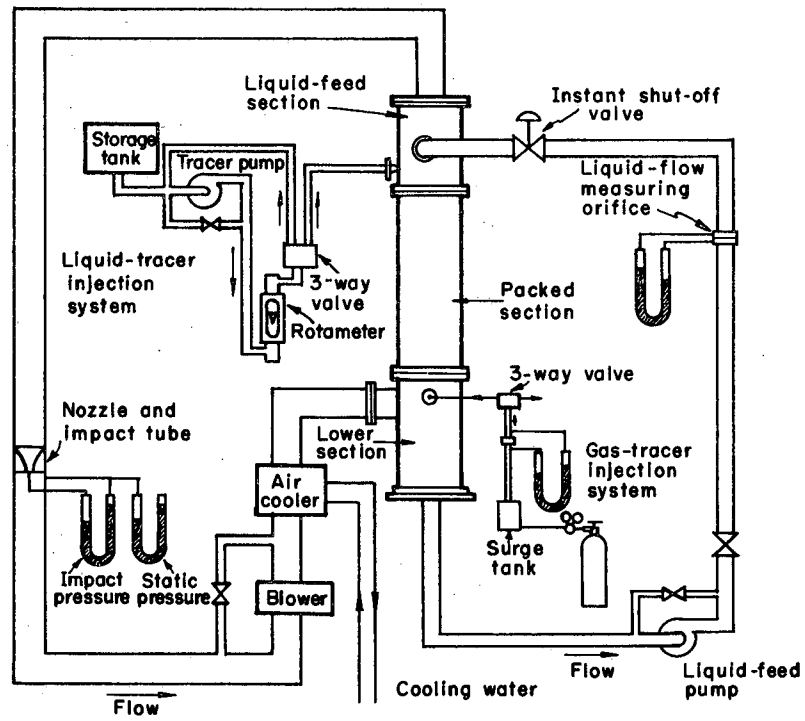 Liquid-feed
section
Instant shut-off
valve
Storage
tank
Tracer pump
Liquid-flow
measuring
orifice
Liquid-tracer
injection
system
3-way
valve
Rotameter
Packed
section
3-way valve
Nozzle and
impact tube
Lower
section
Gas-tracer
injection
system
Air
cooler
Surge
tank
Impact
pressure
Static
pressure
Blower
Flow
Cooling water
Flow
Liquid-feed
pump